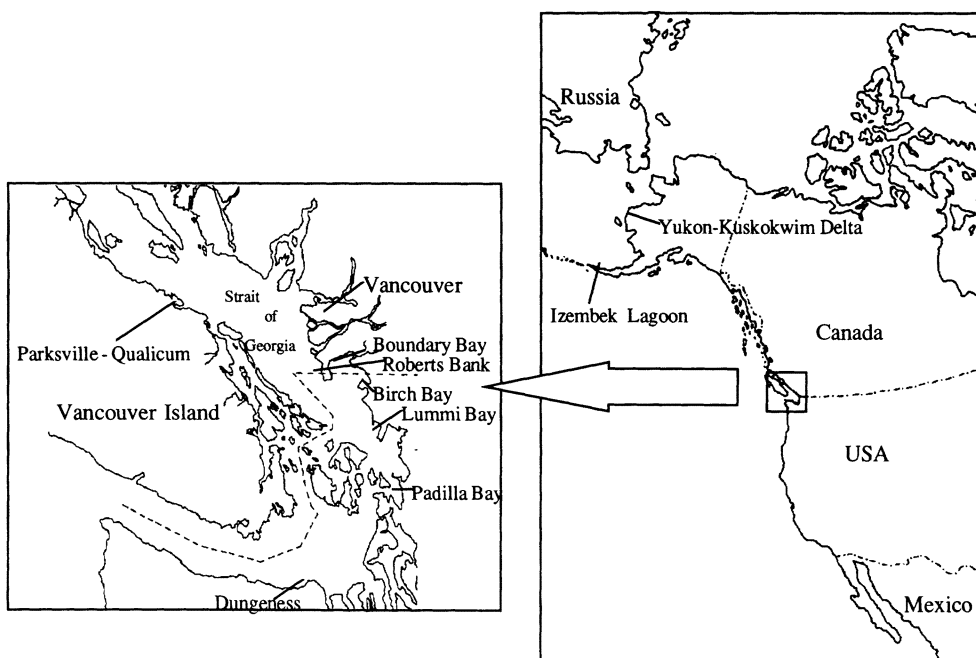 Strait
of
Georgia
Vancouver
Boundary Bay
Roberts Bank
Parksville - Qualicum
Birch Bay
Vancouver Island
Lummi Bay
Padilla Bay
Dungeness
Russia
Yukon-Kuskokwim Delta
Izembek Lagoon
Canada
USA
Mexico